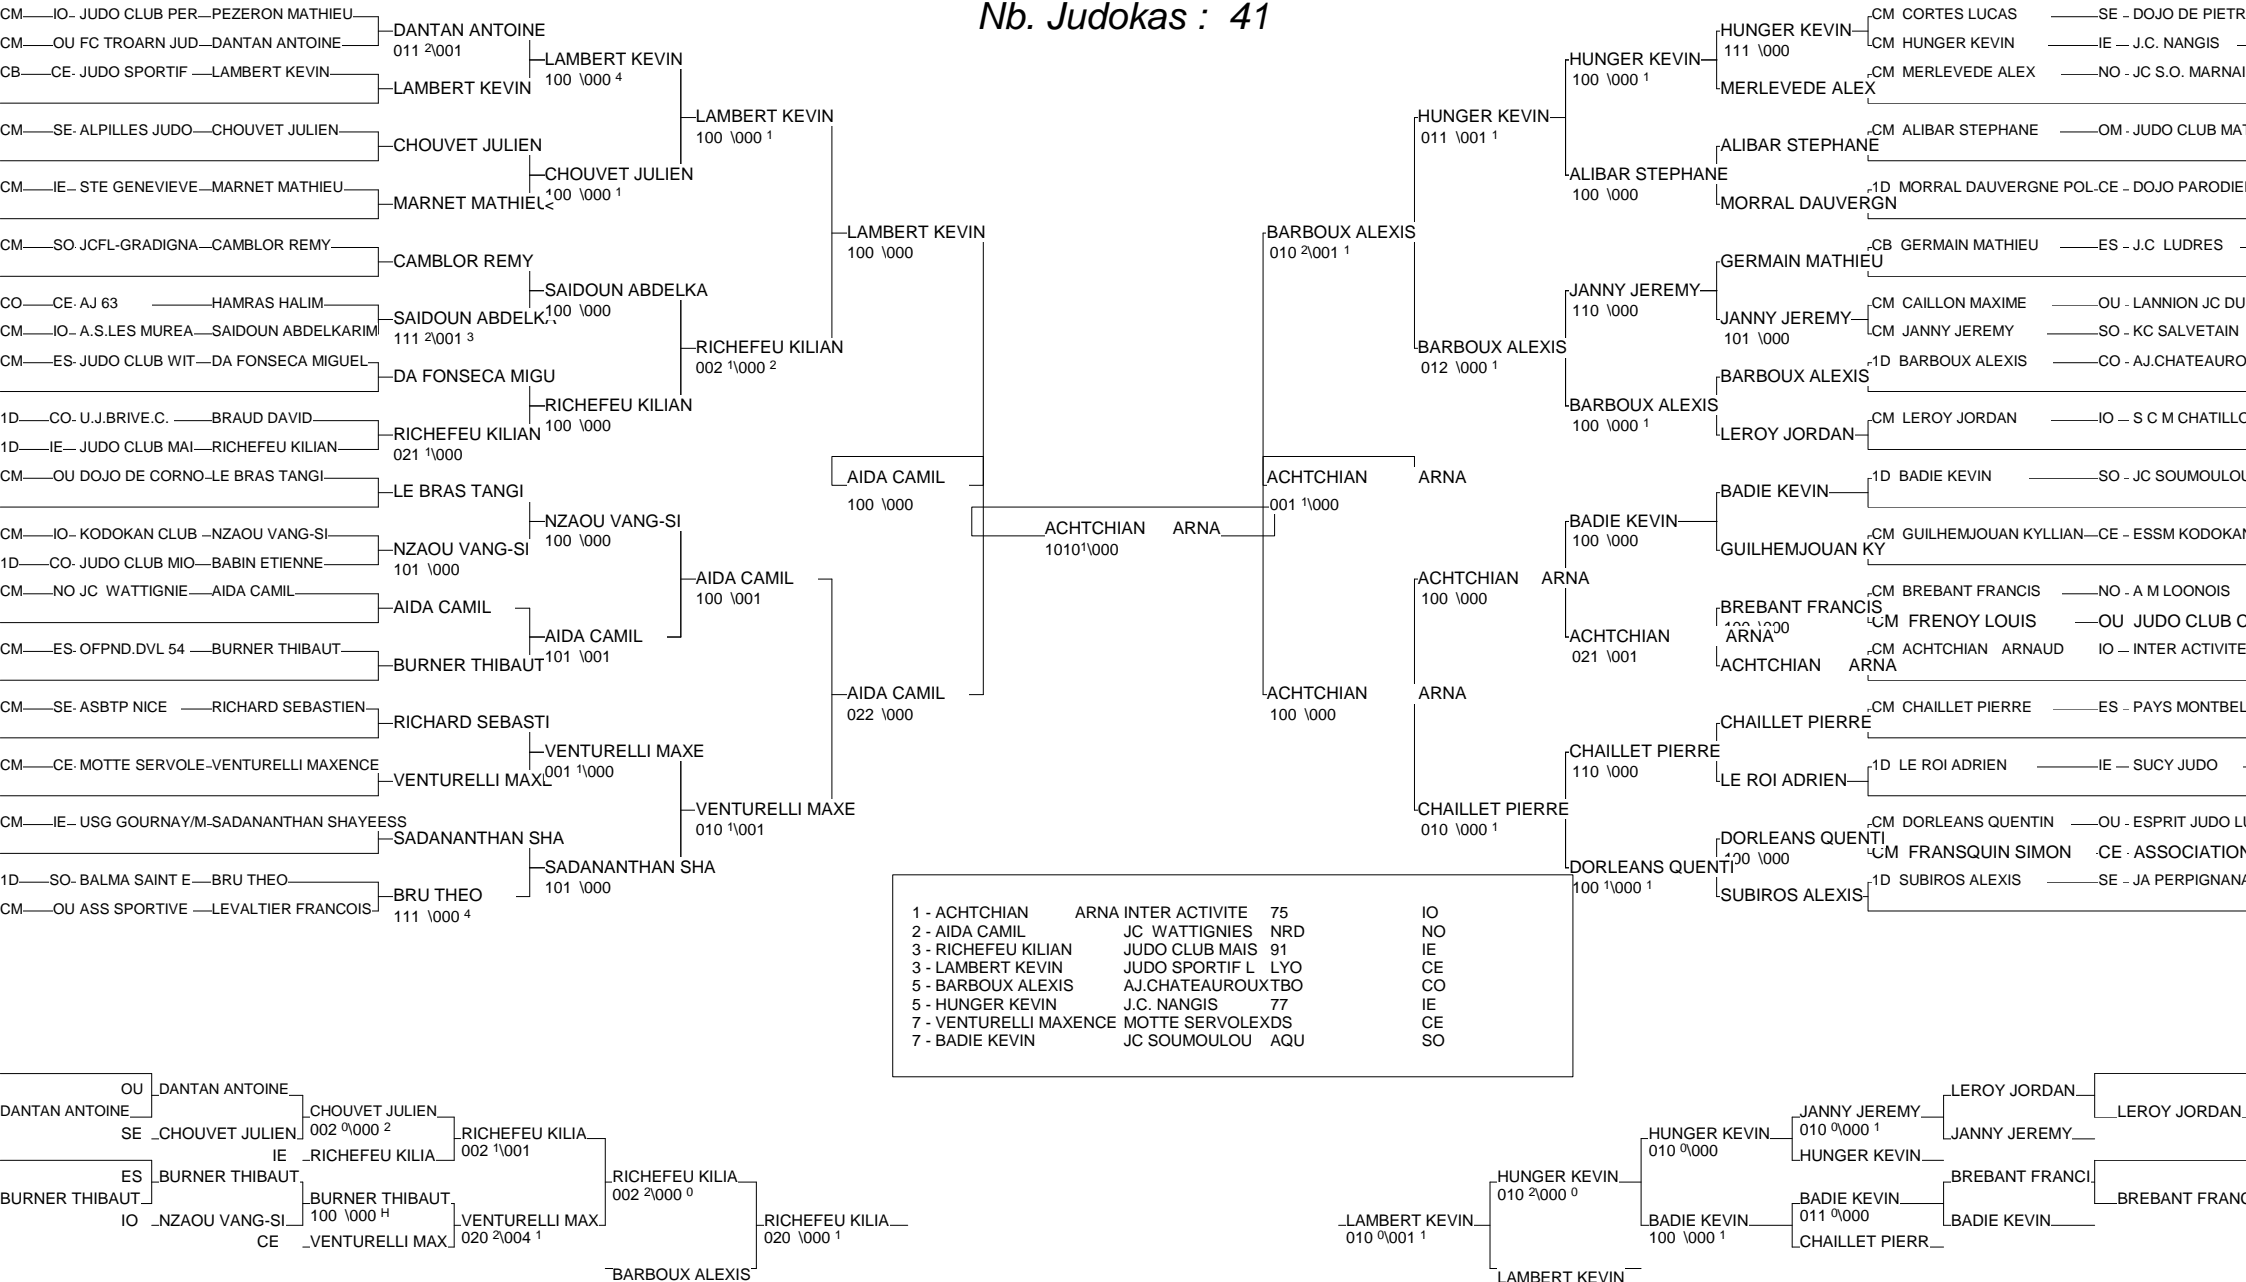 Nb. Judokas : 41
CM IO JUDO CLUB PER PEZERON MATHIEU
CM OU FC TROARN JUD DANTAN ANTOINE
CB CE JUDO SPORTIF LAMBERT KEVIN
CM SE ALPILLES JUDO CHOUVET JULIEN
CM IE STE GENEVIEVE MARNET MATHIEU
CM SO JCFL-GRADIGNA CAMBLOR REMY
CO CE AJ 63 HAMRAS HALIM
CM IO A.S.LES MUREA SAIDOUN ABDELKARIM
CM ES JUDO CLUB WIT DA FONSECA MIGUEL
1D CO U.J.BRIVE.C. BRAUD DAVID
1D IE JUDO CLUB MAI RICHEFEU KILIAN
CM OU DOJO DE CORNO LE BRAS TANGI
CM IO KODOKAN CLUB NZAOU VANG-SI
1D CO JUDO CLUB MIO BABIN ETIENNE
CM NO JC WATTIGNIE AIDA CAMIL
CM ES OFPND.DVL 54 BURNER THIBAUT
CM SE ASBTP NICE RICHARD SEBASTIEN
CM CE MOTTE SERVOLE VENTURELLI MAXENCE
CM IE USG GOURNAY/M SADANANTHAN SHAYEESS
1D SO BALMA SAINT E BRU THEO
CM OU ASS SPORTIVE LEVALTIER FRANCOIS
DANTAN ANTOINE
011 2\001
LAMBERT KEVIN
CHOUVET JULIEN
MARNET MATHIEU
CAMBLOR REMY
SAIDOUN ABDELKA
111 2\001 3
DA FONSECA MIGU
RICHEFEU KILIAN
021 1\000
LE BRAS TANGI
NZAOU VANG-SI
101 \000
AIDA CAMIL
BURNER THIBAUT
RICHARD SEBASTI
VENTURELLI MAXE
SADANANTHAN SHA
BRU THEO
111 \000 4
LAMBERT KEVIN
100 \000 4
CHOUVET JULIEN
100 \000 1
SAIDOUN ABDELKA
100 \000
RICHEFEU KILIAN
100 \000
NZAOU VANG-SI
100 \000
AIDA CAMIL
101 \001
VENTURELLI MAXE
001 1\000
SADANANTHAN SHA
101 \000
LAMBERT KEVIN
100 \000 1
RICHEFEU KILIAN
002 1\000 2
AIDA CAMIL
100 \001
VENTURELLI MAXE
010 1\001
LAMBERT KEVIN
100 \000
AIDA CAMIL
022 \000
AIDA CAMIL
100 \000
ACHTCHIAN ARNA
1010 1\000
ACHTCHIAN ARNA
001 1\000
BARBOUX ALEXIS
010 2\001 1
ACHTCHIAN ARNA
100 \000
HUNGER KEVIN
011 \001 1
BARBOUX ALEXIS
012 \000 1
ACHTCHIAN ARNA
100 \000
CHAILLET PIERRE
010 \000 1
HUNGER KEVIN
100 \000 1
ALIBAR STEPHANE
100 \000
JANNY JEREMY
110 \000
BARBOUX ALEXIS
100 \000 1
BADIE KEVIN
100 \000
ACHTCHIAN ARNA
021 \001
CHAILLET PIERRE
110 \000
DORLEANS QUENTI
100 1\000 1
HUNGER KEVIN
111 \000
MERLEVEDE ALEX
ALIBAR STEPHANE
MORRAL DAUVERGN
GERMAIN MATHIEU
JANNY JEREMY
101 \000
BARBOUX ALEXIS
LEROY JORDAN
BADIE KEVIN
GUILHEMJOUAN KY
BREBANT FRANCIS
ACHTCHIAN ARNA
CHAILLET PIERRE
LE ROI ADRIEN
DORLEANS QUENTI
100 \000
SUBIROS ALEXIS
CM CORTES LUCAS SE - DOJO DE PIETR
CM HUNGER KEVIN IE - J.C. NANGIS
CM MERLEVEDE ALEX NO - JC S.O. MARNAI
CM ALIBAR STEPHANE OM - JUDO CLUB MAT
1D MORRAL DAUVERGNE POL CE - DOJO PARODIE
CB GERMAIN MATHIEU ES - J.C LUDRES
CM CAILLON MAXIME OU - LANNION JC DU
CM JANNY JEREMY SO - KC SALVETAIN
1D BARBOUX ALEXIS CO - AJ.CHATEAURO
CM LEROY JORDAN IO - S C M CHATILLO
1D BADIE KEVIN SO - JC SOUMOULOU
CM GUILHEMJOUAN KYLLIAN CE - ESSM KODOKAN
CM BREBANT FRANCIS NO - A M LOONOIS
CM FRENOY LOUIS OU JUDO CLUB C
CM ACHTCHIAN ARNAUD IO - INTER ACTIVITE
CM CHAILLET PIERRE ES - PAYS MONTBEL
1D LE ROI ADRIEN IE - SUCY JUDO
CM DORLEANS QUENTIN OU - ESPRIT JUDO LU
CM FRANSQUIN SIMON CE - ASSOCIATION
1D SUBIROS ALEXIS SE - JA PERPIGNANA
1 - ACHTCHIAN ARNA INTER ACTIVITE 75 IO
2 - AIDA CAMIL JC WATTIGNIES NRD NO
3 - RICHEFEU KILIAN JUDO CLUB MAIS 91 IE
3 - LAMBERT KEVIN JUDO SPORTIF L LYO CE
5 - BARBOUX ALEXIS AJ.CHATEAUROUX TBO CO
5 - HUNGER KEVIN J.C. NANGIS 77 IE
7 - VENTURELLI MAXENCE MOTTE SERVOLEX DS CE
7 - BADIE KEVIN JC SOUMOULOU AQU SO
OU DANTAN ANTOINE
DANTAN ANTOINE
SE CHOUVET JULIEN
IE RICHEFEU KILIA
ES BURNER THIBAUT
BURNER THIBAUT
IO NZAOU VANG-SI
CE VENTURELLI MAX
CHOUVET JULIEN
002 0\000 2
BURNER THIBAUT
100 \000 H
RICHEFEU KILIA
002 1\001
VENTURELLI MAX
020 2\004 1
RICHEFEU KILIA
002 2\000 0
BARBOUX ALEXIS
RICHEFEU KILIA
020 \000 1
LAMBERT KEVIN
010 0\001 1
HUNGER KEVIN
010 2\000 0
LAMBERT KEVIN
HUNGER KEVIN
010 0\000
BADIE KEVIN
100 \000 1
JANNY JEREMY
010 0\000 1
HUNGER KEVIN
BADIE KEVIN
011 0\000
CHAILLET PIERR
LEROY JORDAN
JANNY JEREMY
BREBANT FRANCI
BADIE KEVIN
LEROY JORDAN
BREBANT FRANC